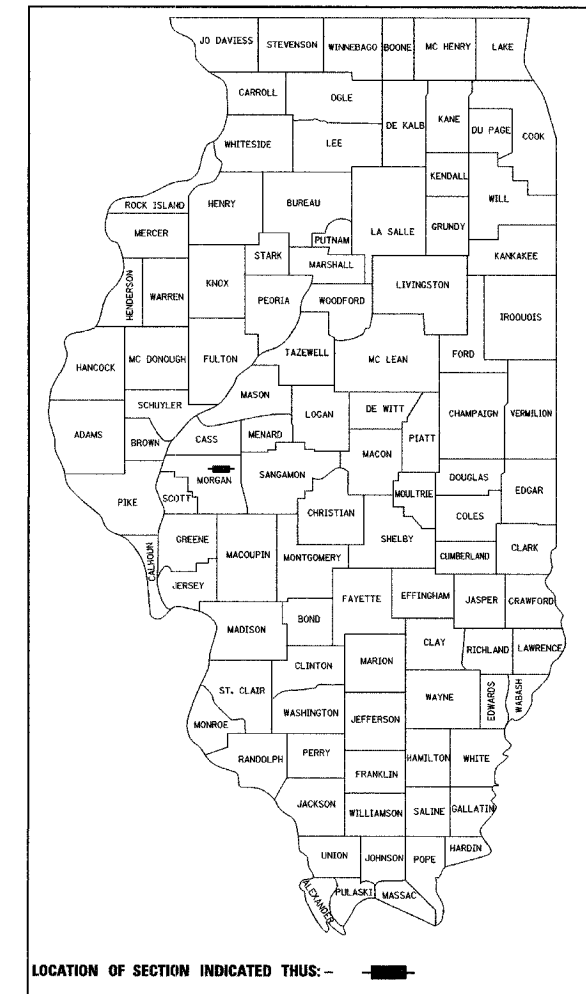 JO DAVIESS STEVENSON WINNEBAGO BOONE MC HENRY LAKE
CARROLL OGLE DE KALB KANE DU PAGE COOK
WHITESIDE LEE KENDALL WILL
ROCK ISLAND HENRY BUREAU LA SALLE GRUNDY
MERCER PUTNAM KANKAKEE
STARK MARSHALL
HENDERSON WARREN KNOX PEORIA WOODFORD LIVINGSTON IROQUOIS
HANCOCK MC DONOUGH FULTON TAZEWELL MC LEAN FORD
SCHUYLER MASON LOGAN DE WITT CHAMPAIGN VERMILION
ADAMS BROWN CASS MENARD MACON PIATT
MORGAN SANGAMON DOUGLAS
PIKE SCOTT CHRISTIAN MOULTRIE EDGAR
GREENE MACOUPIN MONTGOMERY SHELBY COLES
CALHOUN JERSEY CUMBERLAND CLARK
FAYETTE EFFINGHAM JASPER CRAWFORD
MADISON BOND CLAY RICHLAND LAWRENCE
CLINTON MARION
ST. CLAIR WAYNE EDWARDS WABASH
MONROE WASHINGTON JEFFERSON
RANDOLPH PERRY HAMILTON WHITE
FRANKLIN
JACKSON WILLIAMSON SALINE GALLATIN
UNION JOHNSON POPE HARDIN
ALEXANDER PULASKI MASSAC
LOCATION OF SECTION INDICATED THUS: -